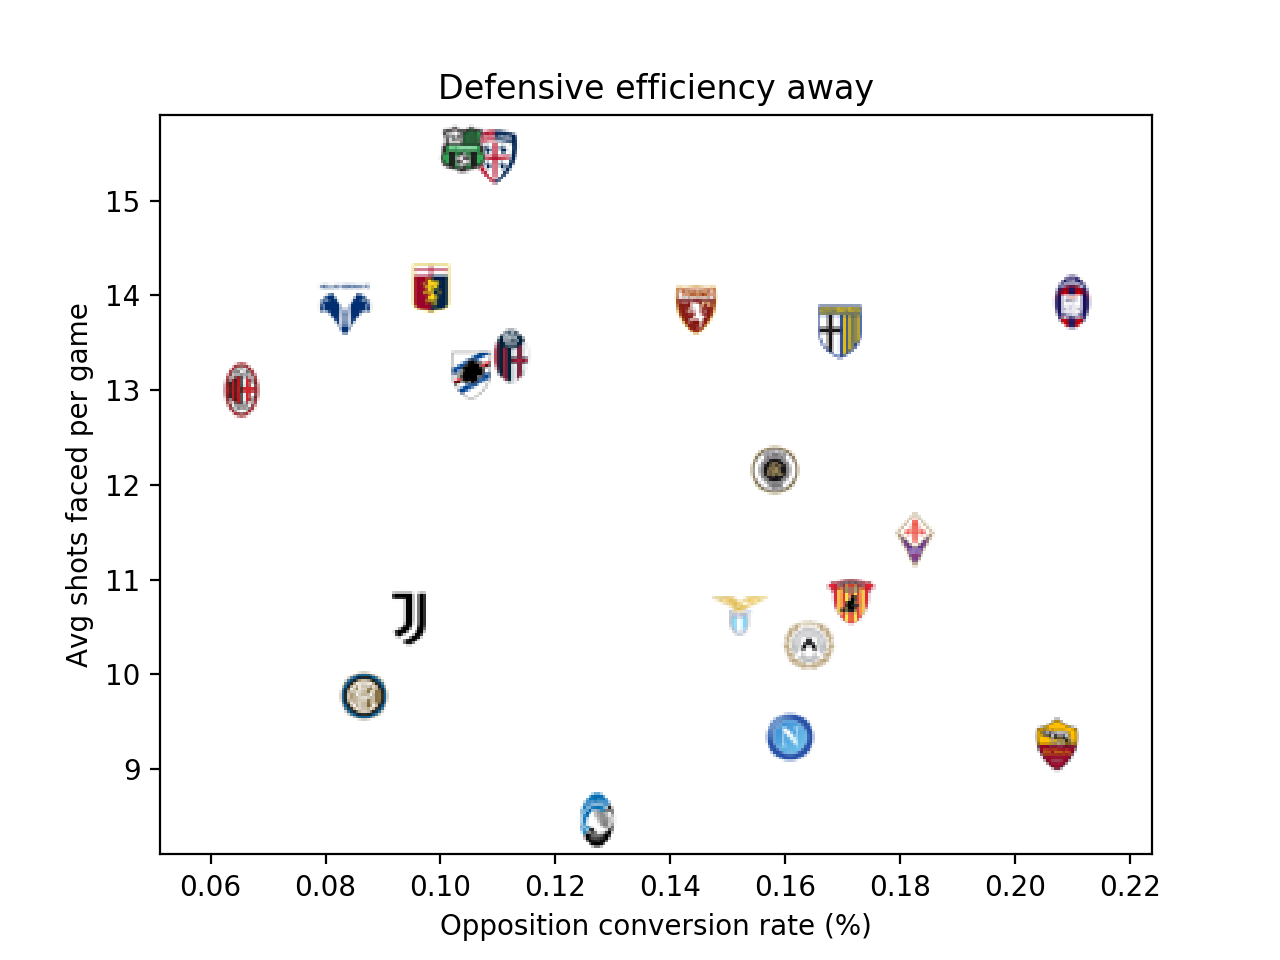 Defensive efficiency away
Avg shots faced per game
15
14
13
12
11
10
9
TORINO
N
0.06 0.08 0.10 0.12 0.14 0.16 0.18 0.20 0.22
Opposition conversion rate (%)